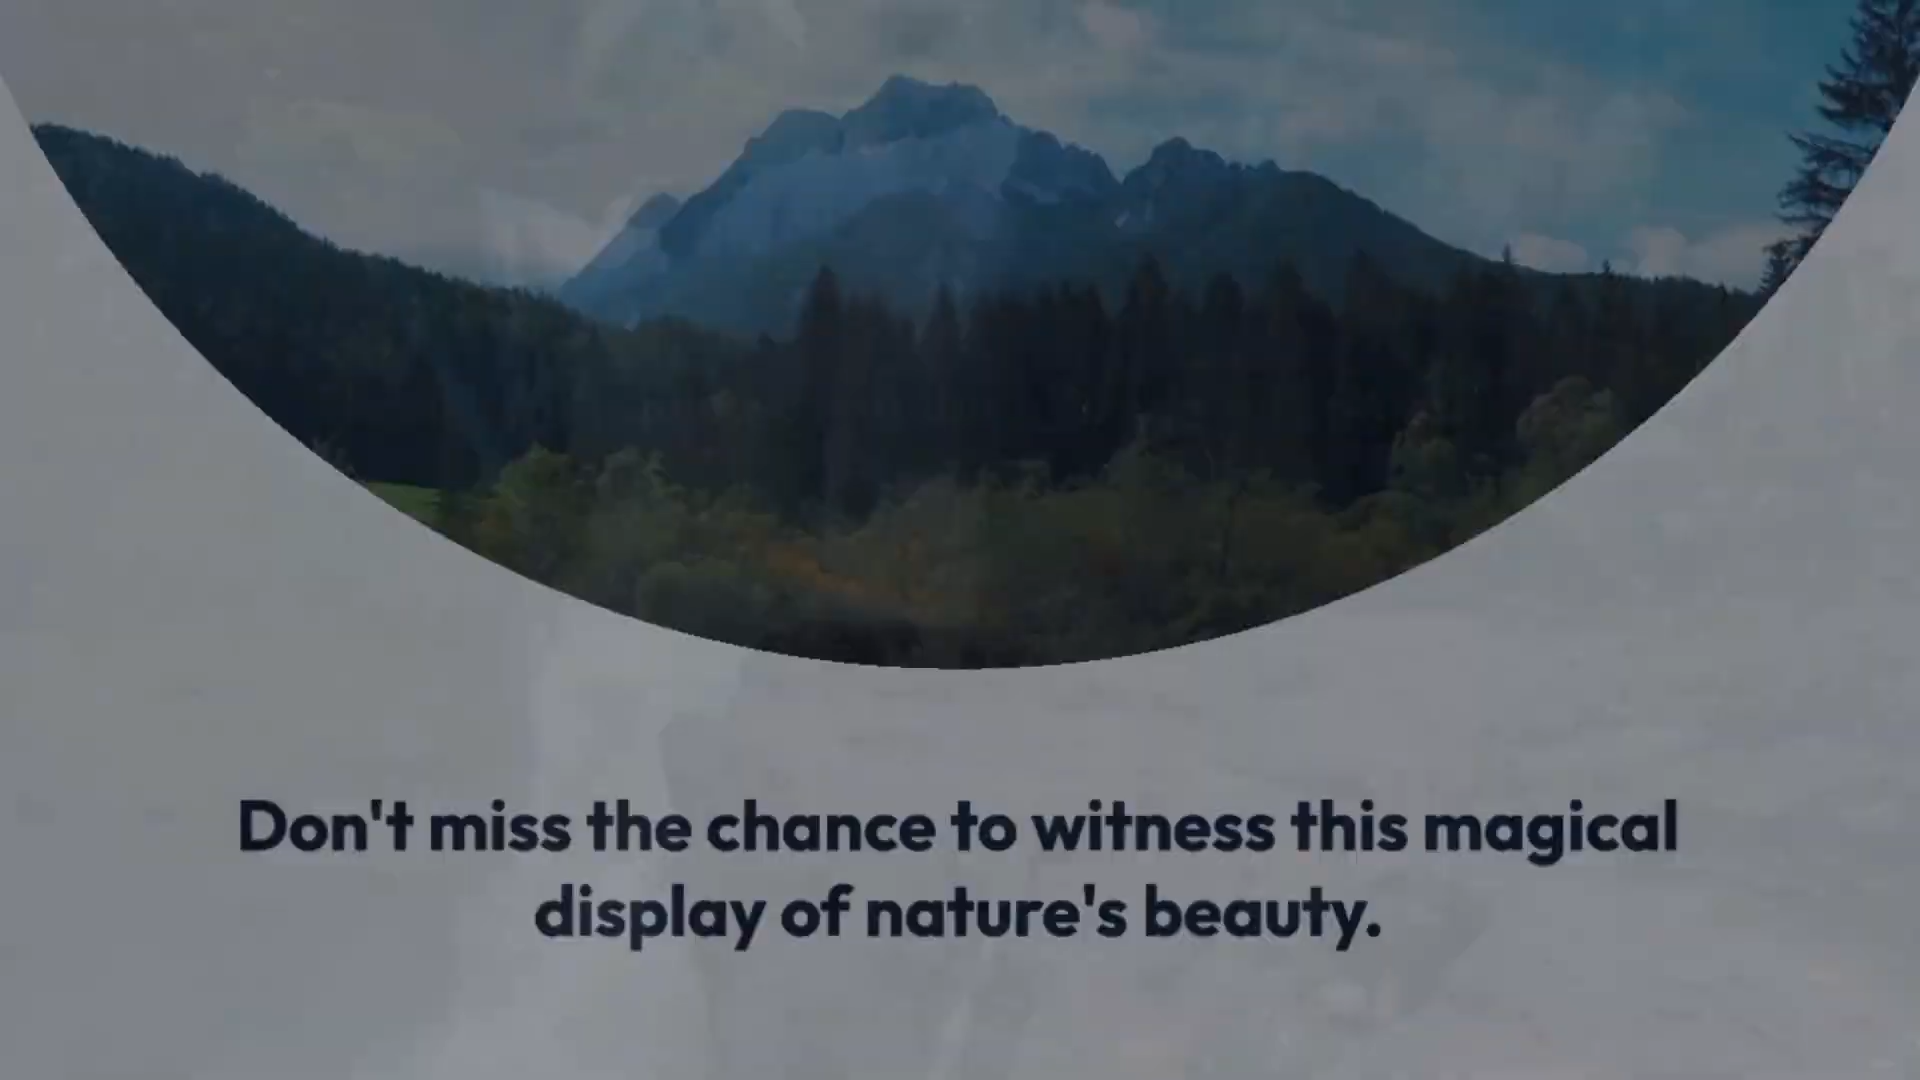 Don't miss the chance to witness this magical
display of nature's beauty.